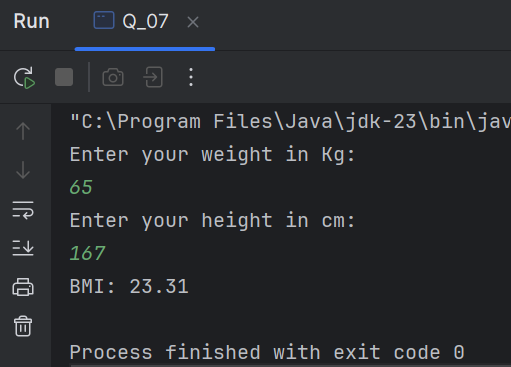 Run
Q_07
"C:\Program Files\Java\jdk-23\bin\jav
Enter your weight in Kg:
65
Enter your height in cm:
167
BMI: 23.31
Process finished with exit code 0